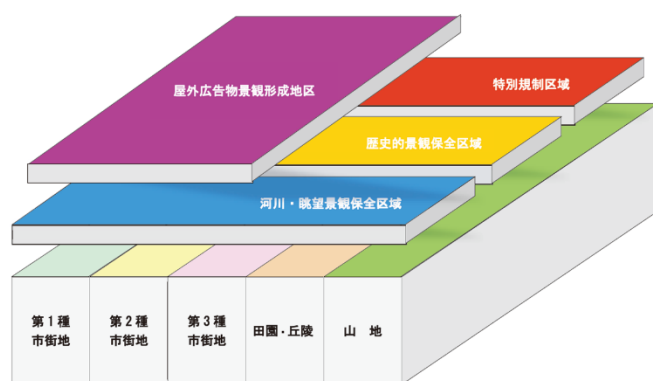 屋外広告物景観形成地区
特別規制区域
歴史的景観保全区域
河川・眺望景観保全区域
第1種
市街地
第2種
市街地
第3種
市街地
田園・丘陵
山 地